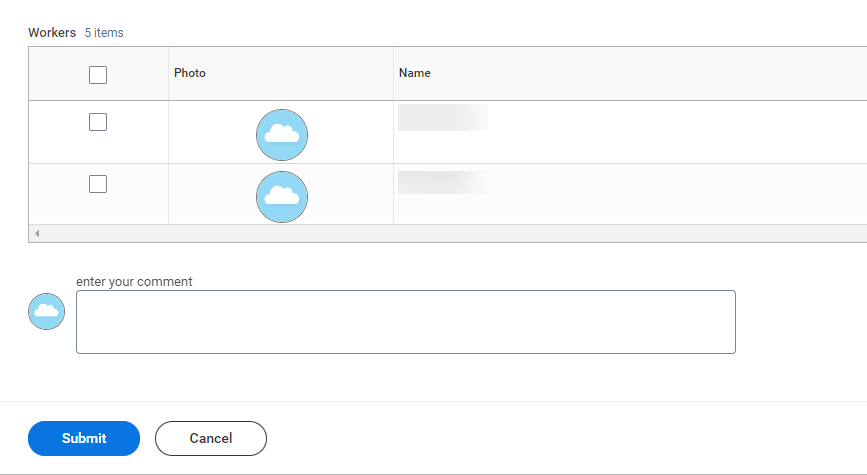 Workers 5 items
Photo Name
enter your comment
Submit Cancel